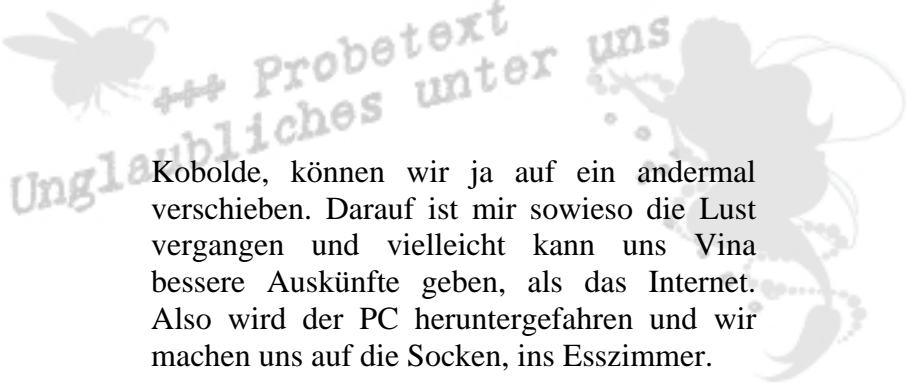 +++ Probetext
Unglaubliches unter uns
Kobolde, können wir ja auf ein andermal
verschieben. Darauf ist mir sowieso die Lust
vergangen und vielleicht kann uns Vina
bessere Auskünfte geben, als das Internet.
Also wird der PC heruntergefahren und wir
machen uns auf die Socken, ins Esszimmer.